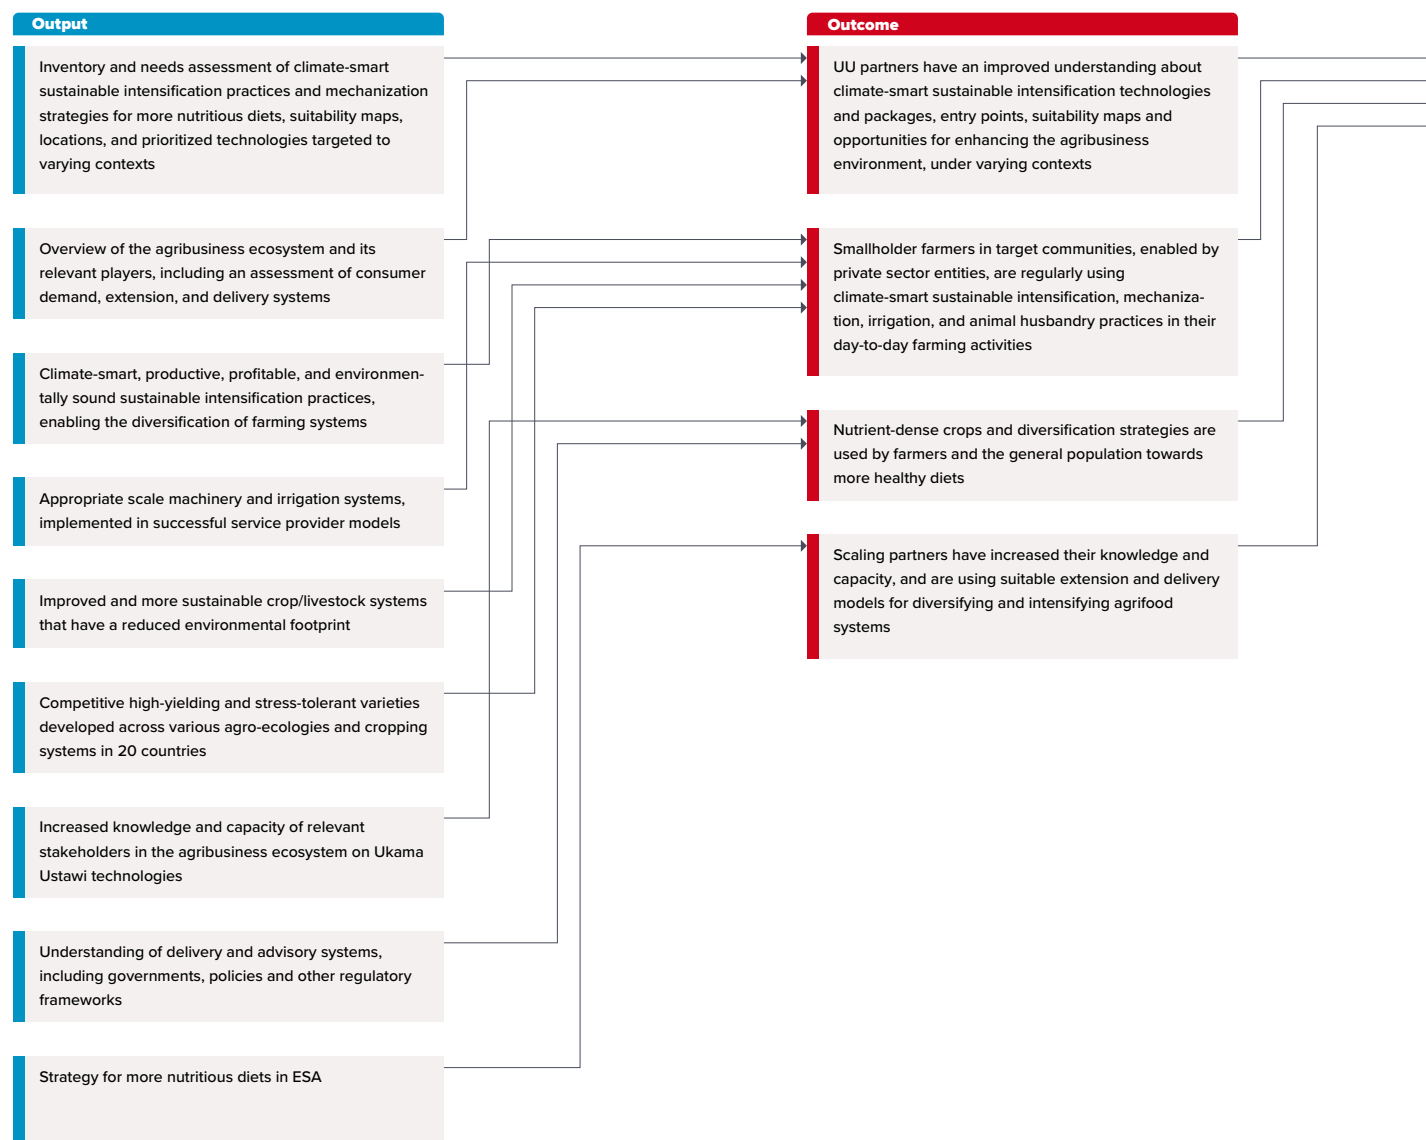 Output
Inventory and needs assessment of climate-smart
sustainable intensification practices and mechanization
strategies for more nutritious diets, suitability maps,
locations, and prioritized technologies targeted to
varying contexts
Overview of the agribusiness ecosystem and its
relevant players, including an assessment of consumer
demand, extension, and delivery systems
Climate-smart, productive, profitable, and environmen-
tally sound sustainable intensification practices,
enabling the diversification of farming systems
Appropriate scale machinery and irrigation systems,
implemented in successful service provider models
Improved and more sustainable crop/livestock systems
that have a reduced environmental footprint
Competitive high-yielding and stress-tolerant varieties
developed across various agro-ecologies and cropping
systems in 20 countries
Increased knowledge and capacity of relevant
stakeholders in the agribusiness ecosystem on Ukama
Ustawi technologies
Understanding of delivery and advisory systems,
including governments, policies and other regulatory
frameworks
Strategy for more nutritious diets in ESA
Outcome
UU partners have an improved understanding about
climate-smart sustainable intensification technologies
and packages, entry points, suitability maps and
opportunities for enhancing the agribusiness
environment, under varying contexts
Smallholder farmers in target communities, enabled by
private sector entities, are regularly using
climate-smart sustainable intensification, mechaniza-
tion, irrigation, and animal husbandry practices in their
day-to-day farming activities
Nutrient-dense crops and diversification strategies are
used by farmers and the general population towards
more healthy diets
Scaling partners have increased their knowledge and
capacity, and are using suitable extension and delivery
models for diversifying and intensifying agrifood
systems